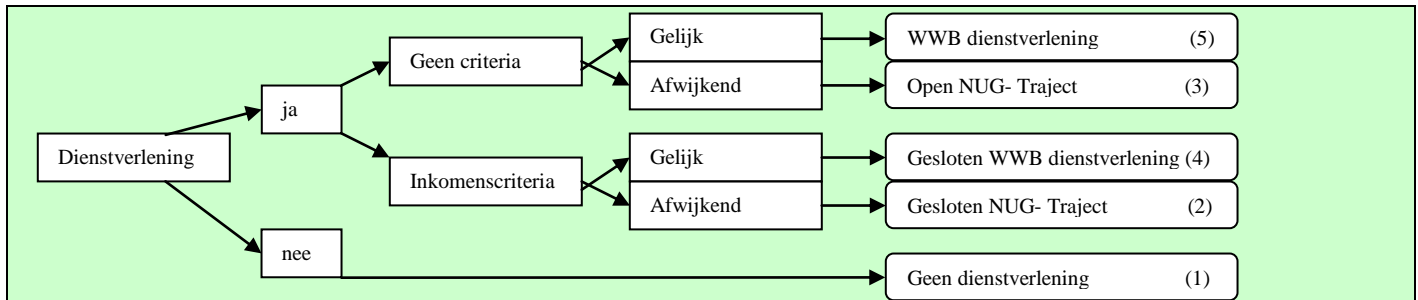 Gelijk WWB dienstverlening (5)
Geen criteria
Afwijkend Open NUG- Traject (3)
ja
Dienstverlening
Gelijk Gesloten WWB dienstverlening (4)
Inkomenscriteria
Afwijkend Gesloten NUG- Traject (2)
nee
Geen dienstverlening (1)